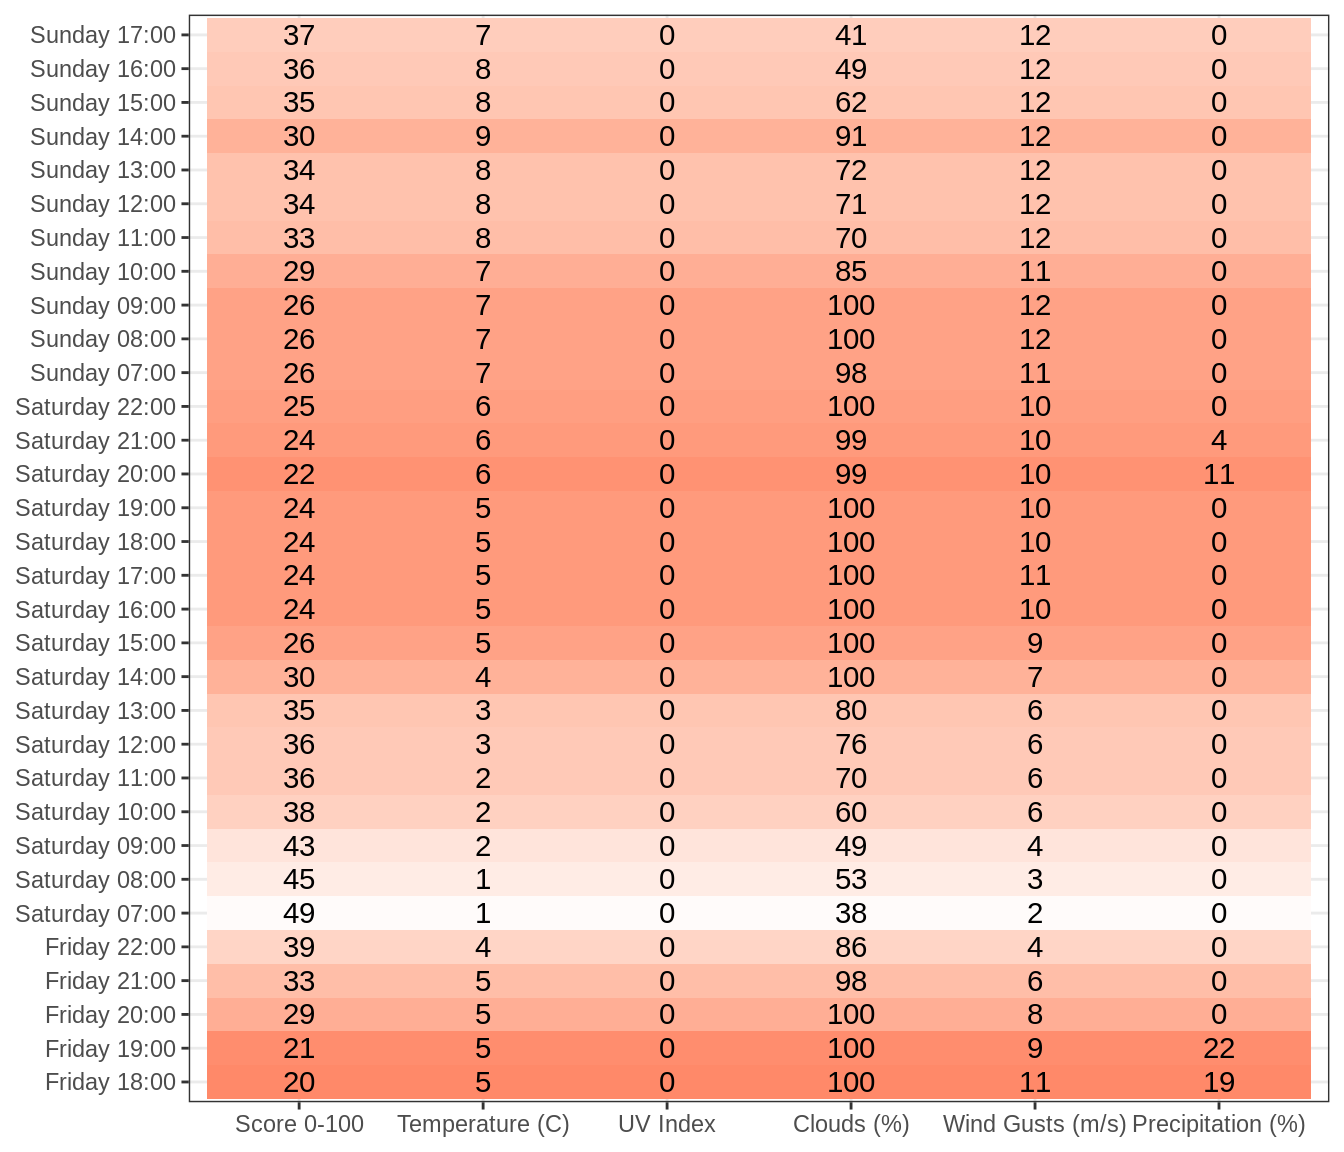 Sunday 17:00 37 7 0 41 12 0
Sunday 16:00 36 8 0 49 12 0
Sunday 15:00 35 8 0 62 12 0
Sunday 14:00 30 9 0 91 12 0
Sunday 13:00 34 8 0 72 12 0
Sunday 12:00 34 8 0 71 12 0
Sunday 11:00 33 8 0 70 12 0
Sunday 10:00 29 7 0 85 11 0
Sunday 09:00 26 7 0 100 12 0
Sunday 08:00 26 7 0 100 12 0
Sunday 07:00 26 7 0 98 11 0
Saturday 22:00 25 6 0 100 10 0
Saturday 21:00 24 6 0 99 10 4
Saturday 20:00 22 6 0 99 10 11
Saturday 19:00 24 5 0 100 10 0
Saturday 18:00 24 5 0 100 10 0
Saturday 17:00 24 5 0 100 11 0
Saturday 16:00 24 5 0 100 10 0
Saturday 15:00 26 5 0 100 9 0
Saturday 14:00 30 4 0 100 7 0
Saturday 13:00 35 3 0 80 6 0
Saturday 12:00 36 3 0 76 6 0
Saturday 11:00 36 2 0 70 6 0
Saturday 10:00 38 2 0 60 6 0
Saturday 09:00 43 2 0 49 4 0
Saturday 08:00 45 1 0 53 3 0
Saturday 07:00 49 1 0 38 2 0
Friday 22:00 39 4 0 86 4 0
Friday 21:00 33 5 0 98 6 0
Friday 20:00 29 5 0 100 8 0
Friday 19:00 21 5 0 100 9 22
Friday 18:00 20 5 0 100 11 19
Score 0-100 Temperature (C) UV Index Clouds (%) Wind Gusts (m/s) Precipitation (%)